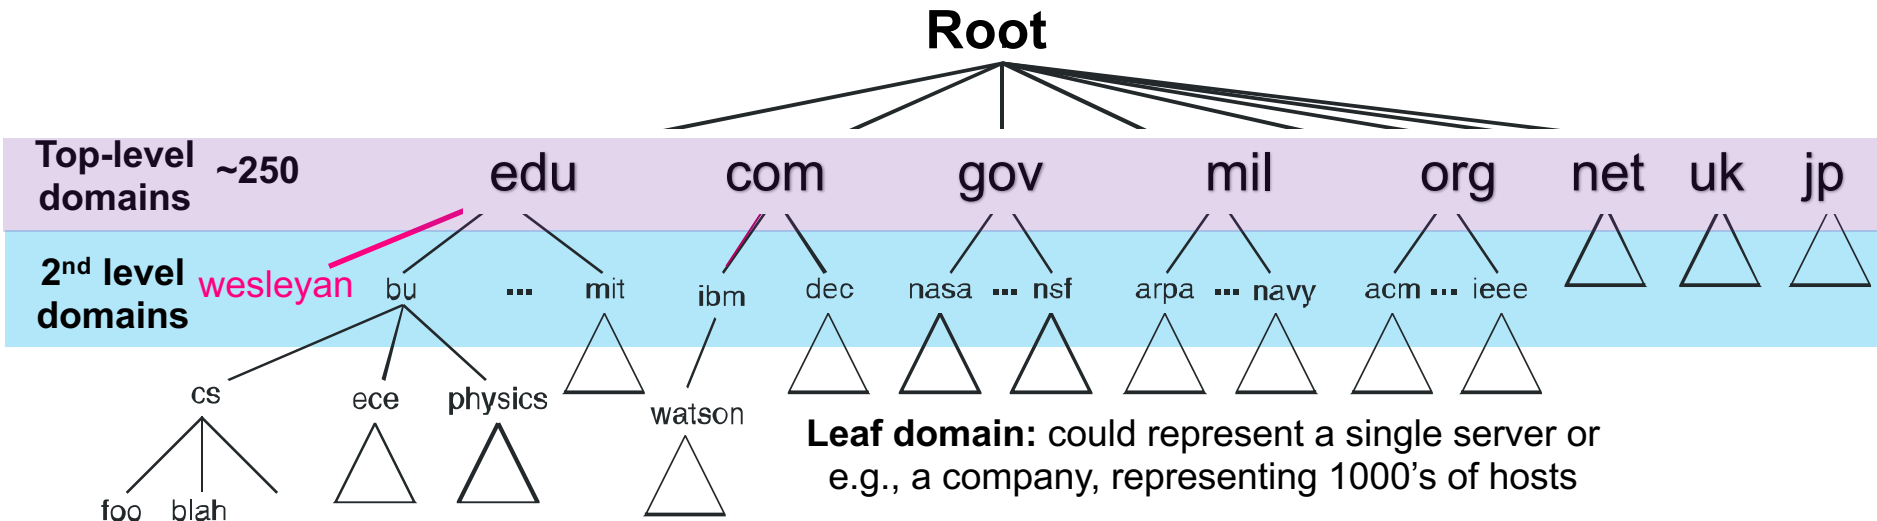 Root
Top-level
domains
~250
edu com gov mil org net uk jp
2nd level
domains
wesleyan bu ... mit ibm dec nasa ... nsf arpa ... navy acm ... ieee
cs ece physics watson
Leaf domain: could represent a single server or
e.g., a company, representing 1000's of hosts
foo blah